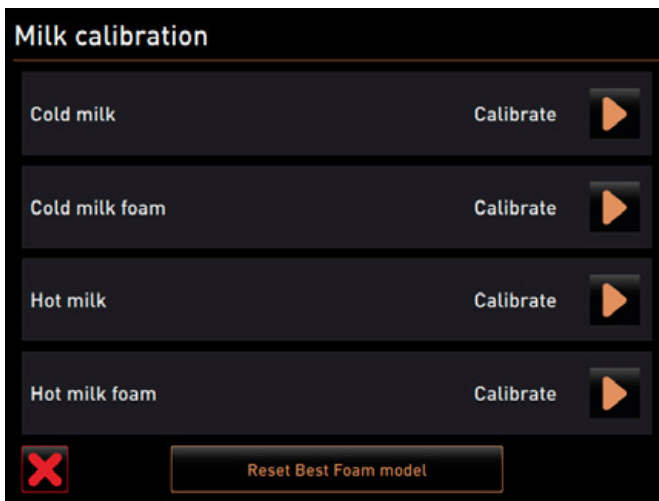 Milk calibration
Cold milk Calibrate
Cold milk foam Calibrate
Hot milk Calibrate
Hot milk foam Calibrate
Reset Best Foam model